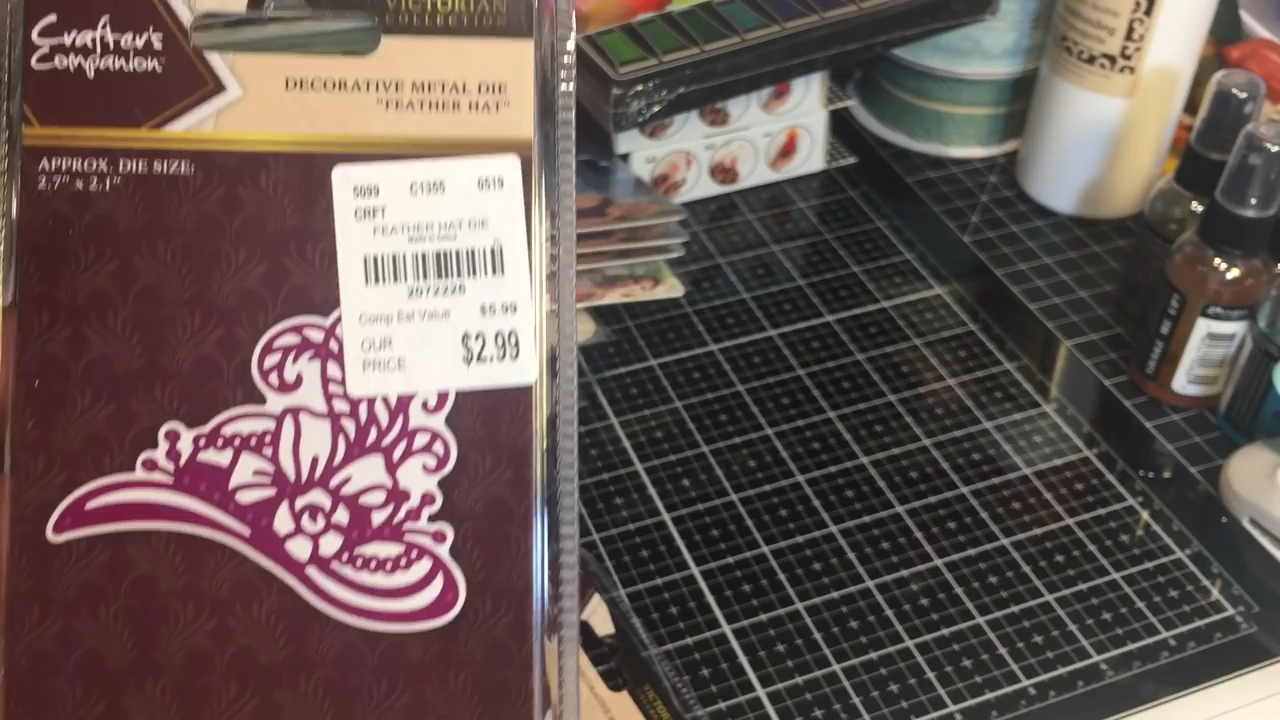 Crafter's
Companion
VICTORIAN
COLLECTION
DECORATIVE METAL DIE
"FEATHER HAT"
APPROX. DIE SIZE:
2.7" x 2.1"
5099 C1355 0519
CRFT
FEATHER HAT DIE
2072226
Comp Est Value $5.99
OUR
PRICE $2.99